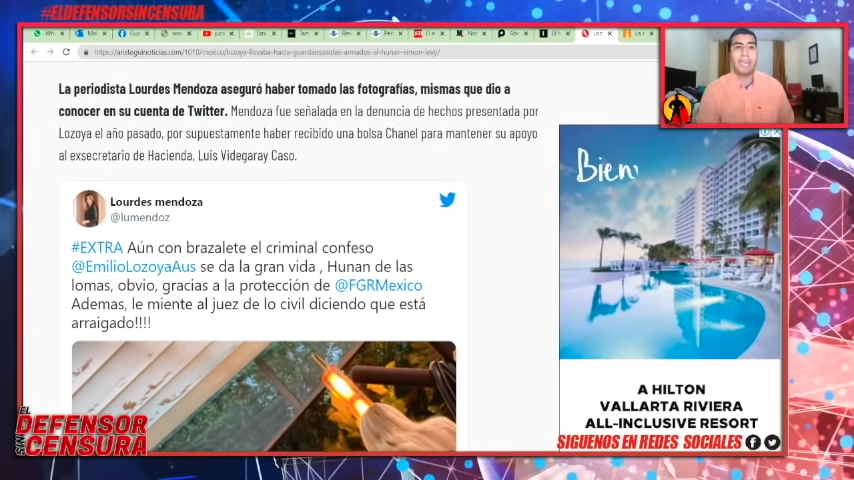 #ELDEFENSORSINCENSURA
https://aristeguinoticias.com/1010/mexico/lozoya-llevaba-hasta-guardaespaldas-armados-al-hunan-simon-levy/
La periodista Lourdes Mendoza aseguró haber tomado las fotografías, mismas que dio a
conocer en su cuenta de Twitter. Mendoza fue señalada en la denuncia de hechos presentada por
Lozoya el año pasado, por supuestamente haber recibido una bolsa Chanel para mantener su apoyo
al exsecretario de Hacienda, Luis Videgaray Caso.
Lourdes mendoza
@lumendoz
#EXTRA Aún con brazalete el criminal confeso
@EmilioLozoyaAus se da la gran vida , Hunan de las
lomas, obvio, gracias a la protección de @FGRMexico
Ademas, le miente al juez de lo civil diciendo que está
arraigado!!!!
A HILTON
VALLARTA RIVIERA
ALL-INCLUSIVE RESORT
EL
DEFENSOR
SIN
CENSURA
SIGUENOS EN REDES SOCIALES